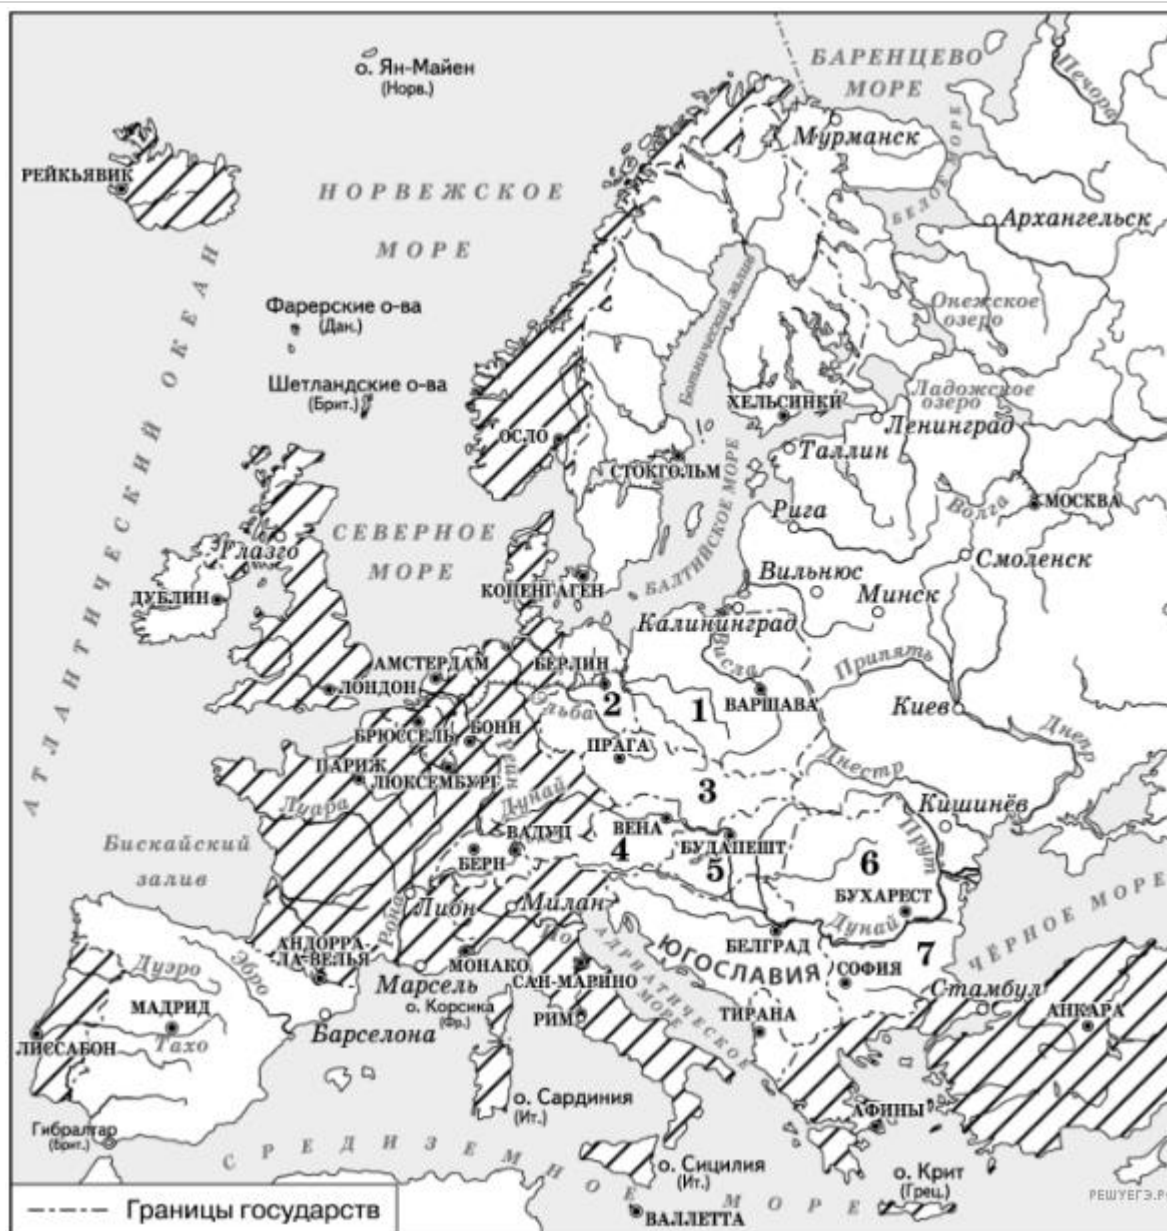 о. Ян-Майен
(Норв.)
БАРЕНЦЕВО
МОРЕ
Печора
Мурманск
РЕЙКЬЯВИК
НОРВЕЖСКОЕ
МОРЕ
БЕЛОЕ МОРЕ
Архангельск
АТЛАНТИЧЕСКИЙ ОКЕАН
Фарерские о-ва
(Дан.)
Ботнический залив
Онежское
озеро
Шетландские о-ва
(Брит.)
ХЕЛЬСИНКИ
Ладожское
озеро
Ленинград
ОСЛО
СТОКГОЛЬМ
Таллин
БАЛТИЙСКОЕ МОРЕ
Рига
Волга
МОСКВА
СЕВЕРНОЕ
МОРЕ
Глазго
Смоленск
ДУБЛИН
КОПЕНГАГЕН
Вильнюс
Минск
Калининград
АМСТЕРДАМ
БЕРЛИН
Висла
Припять
ЛОНДОН
Эльба
2
1
ВАРШАВА
Киев
Днепр
БРЮССЕЛЬ
БОНН
Рейн
ПРАГА
ПАРИЖ
ЛЮКСЕМБУРГ
Днестр
Луара
Дунай
3
Кишинёв
Бискайский
залив
ВАДУЦ
ВЕНА
БУДАПЕШТ
Прут
БЕРН
4
5
6
Лион
Милан
БУХАРЕСТ
Рона
По
Дунай
АНДОРРА-
ЛА-ВЕЛЬЯ
МОНАКО
АДРИАТИЧЕСКОЕ
МОРЕ
БЕЛГРАД
ЮГОСЛАВИЯ
7
ЧЁРНОЕ МОРЕ
Дуэро
Эбро
Марсель
САН-МАРИНО
СОФИЯ
МАДРИД
о. Корсика
(Фр.)
РИМ
ТИРАНА
Стамбул
АНКАРА
ЛИССАБОН
Тахо
Барселона
о. Сардиния
(Ит.)
АФИНЫ
Гибралтар
(Брит.)
СРЕДИЗЕМНОЕ МОРЕ
о. Сицилия
(Ит.)
о. Крит
(Грец.)
РЕШУЕГЭ.РФ
Границы государств
ВАЛЛЕТТА